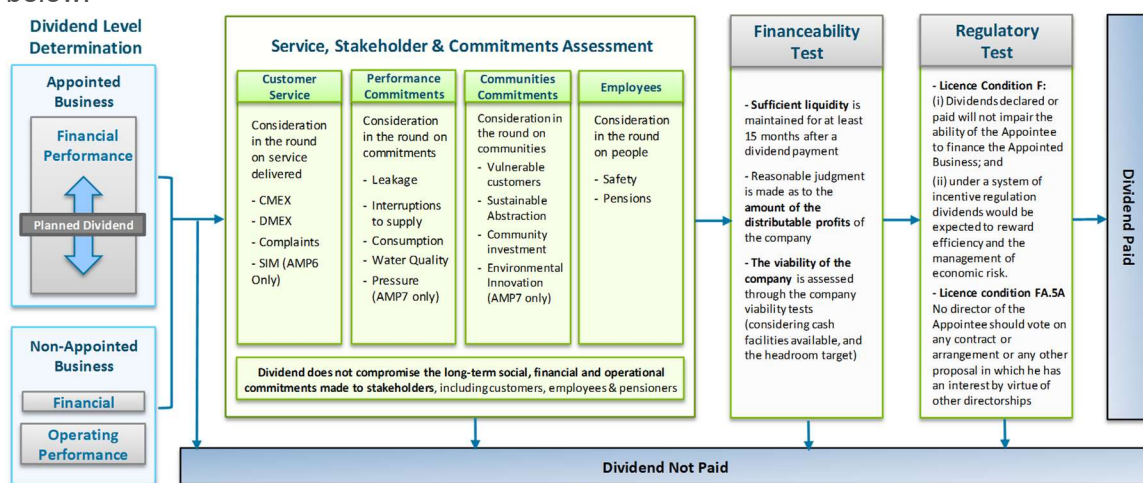 Dividend Level
Determination
Appointed
Business
Financial
Performance
Planned Dividend
Non-Appointed
Business
Financial
Operating
Performance
Service, Stakeholder & Commitments Assessment
Customer
Service
Consideration
in the round
on service
delivered
- CMEX
- DMEX
- Complaints
- SIM (AMP6
Only)
Performance
Commitments
Consideration
in the round on
commitments
- Leakage
- Interruptions
to supply
- Consumption
- Water Quality
- Pressure
(AMP7 only)
Communities
Commitments
Consideration in
the round on
communities
- Vulnerable
customers
- Sustainable
Abstraction
- Community
investment
- Environmental
Innovation
(AMP7 only)
Employees
Consideration
in the round
on people
- Safety
- Pensions
Dividend does not compromise the long-term social, financial and operational
commitments made to stakeholders, including customers, employees & pensioners
Financeability
Test
- Sufficient liquidity is
maintained for at least
15 months after a
dividend payment
- Reasonable judgment
is made as to the
amount of the
distributable profits of
the company
- The viability of the
company is assessed
through the company
viability tests
(considering cash
facilities available, and
the headroom target)
Regulatory
Test
- Licence Condition F:
(i) Dividends declared or
paid will not impair the
ability of the Appointee
to finance the Appointed
Business; and
(ii) under a system of
incentive regulation
dividends would be
expected to reward
efficiency and the
management of
economic risk.
- Licence condition FA.5A
No director of the
Appointee should vote on
any contract or
arrangement or any other
proposal in which he has
an interest by virtue of
other directorships
Dividend Paid
Dividend Not Paid